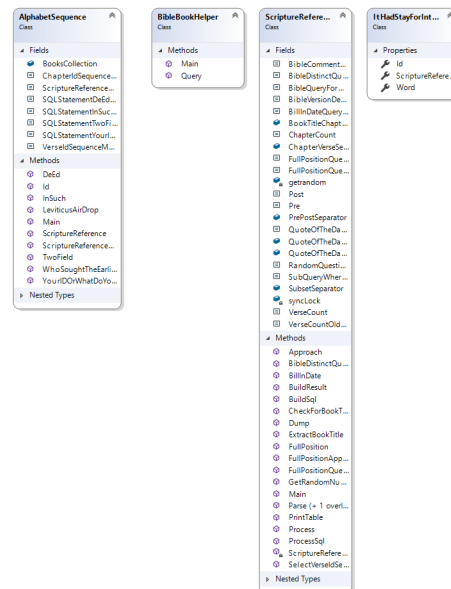 AlphabetSequence
Class
Fields
BooksCollection
ChapterIdSequence...
ScriptureReference...
SQLStatementDeEd...
SQLStatementInSuc...
SQLStatementTwoFi...
SQLStatementYourI...
VerseIdSequenceM...
Methods
DeEd
Id
InSuch
LeviticusAirDrop
Main
ScriptureReference
ScriptureReference...
TwoField
WhoSoughtTheEarli...
YourIDOrWhatDoYo...
Nested Types
BibleBookHelper
Class
Methods
Main
Query
ScriptureRefere...
Class
Fields
BibleComment...
BibleDistinctQu...
BibleQueryFor...
BibleVersionDe...
BillInDateQuery...
BookTitleChapt...
ChapterCount
ChapterVerseSe...
FullPositionQue...
FullPositionQue...
getrandom
Post
Pre
PrePostSeparator
QuoteOfTheDa...
QuoteOfTheDa...
QuoteOfTheDa...
RandomQuesti...
SubQueryWher...
SubsetSeparator
syncLock
VerseCount
VerseCountOld...
Methods
Approach
BibleDistinctQu...
BillInDate
BuildResult
BuildSql
CheckForBookT...
Dump
ExtractBookTitle
FullPosition
FullPositionApp...
FullPositionQue...
GetRandomNu...
Main
Parse (+ 1 overl...
PrintTable
Process
ProcessSql
ScriptureRefere...
SelectVerseIdSe...
Nested Types
ItHadStayForInt...
Class
Properties
Id
ScriptureRefere...
Word